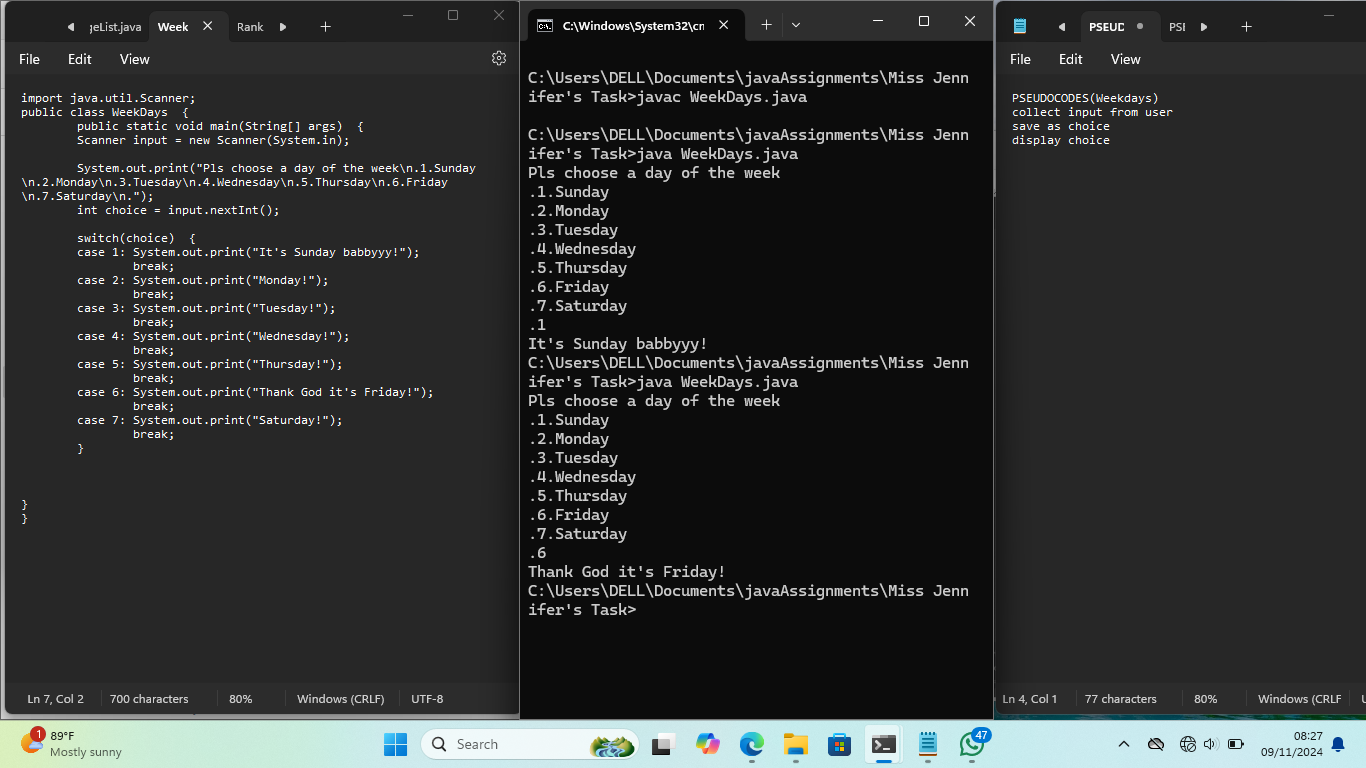 geList.java
Week
Rank
File
Edit
View
import java.util.Scanner;
public class WeekDays  {
public static void main(String[] args)  {
Scanner input = new Scanner(System.in);
System.out.print("Pls choose a day of the week\n.1.Sunday
\n.2.Monday\n.3.Tuesday\n.4.Wednesday\n.5.Thursday\n.6.Friday
\n.7.Saturday\n.");
int choice = input.nextInt();
switch(choice)  {
case 1: System.out.print("It's Sunday babbyyy!");
break;
case 2: System.out.print("Monday!");
break;
case 3: System.out.print("Tuesday!");
break;
case 4: System.out.print("Wednesday!");
break;
case 5: System.out.print("Thursday!");
break;
case 6: System.out.print("Thank God it's Friday!");
break;
case 7: System.out.print("Saturday!");
break;
}
}
}
Ln 7, Col 2
700 characters
80%
Windows (CRLF)
UTF-8
C:\Windows\System32\cn
C:\Users\DELL\Documents\javaAssignments\Miss Jenn
ifer's Task>javac WeekDays.java
C:\Users\DELL\Documents\javaAssignments\Miss Jenn
ifer's Task>java WeekDays.java
Pls choose a day of the week
.1.Sunday
.2.Monday
.3.Tuesday
.4.Wednesday
.5.Thursday
.6.Friday
.7.Saturday
.1
It's Sunday babbyyy!
C:\Users\DELL\Documents\javaAssignments\Miss Jenn
ifer's Task>java WeekDays.java
Pls choose a day of the week
.1.Sunday
.2.Monday
.3.Tuesday
.4.Wednesday
.5.Thursday
.6.Friday
.7.Saturday
.6
Thank God it's Friday!
C:\Users\DELL\Documents\javaAssignments\Miss Jenn
ifer's Task>
PSEUD
PSI
File
Edit
View
PSEUDOCODES(Weekdays)
collect input from user
save as choice
display choice
Ln 4, Col 1
77 characters
80%
Windows (CRLF
1
89°F
Mostly sunny
Search
47
08:27
09/11/2024